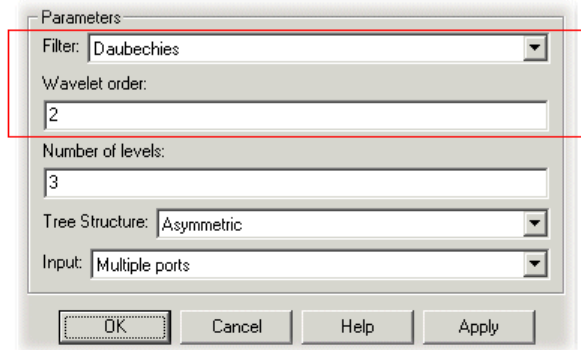 Parameters
Filter: Daubechies
Wavelet order:
2
Number of levels:
3
Tree Structure: Asymmetric
Input: Multiple ports
OK Cancel Help Apply